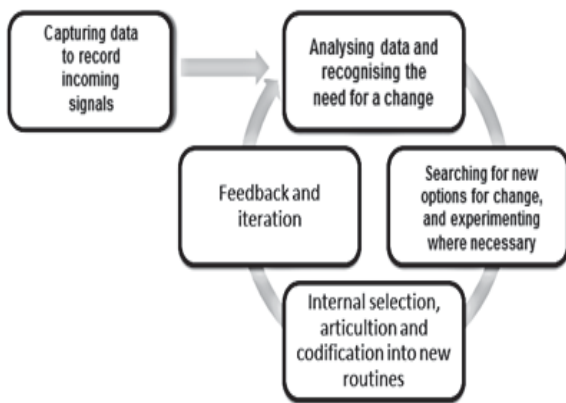 Capturing data
to record
incoming
signals
Analysing data and
recognising the
need for a change
Searching for new
options for change,
and experimenting
where necessary
Internal selection,
articultion and
codification into new
routines
Feedback and
iteration